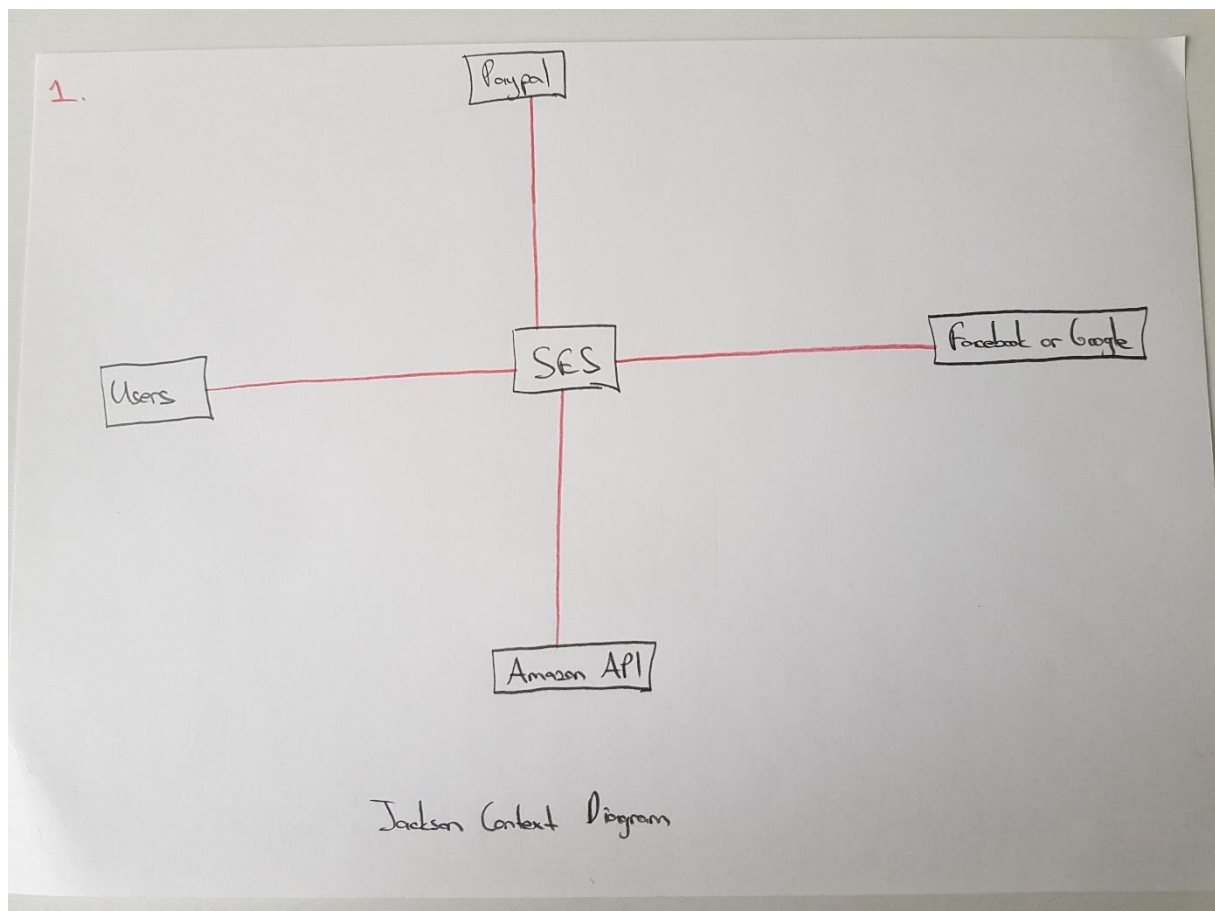 1.
Paypal
SES
Facebook or Google
Users
Amazon API
Jackson Context Diagram